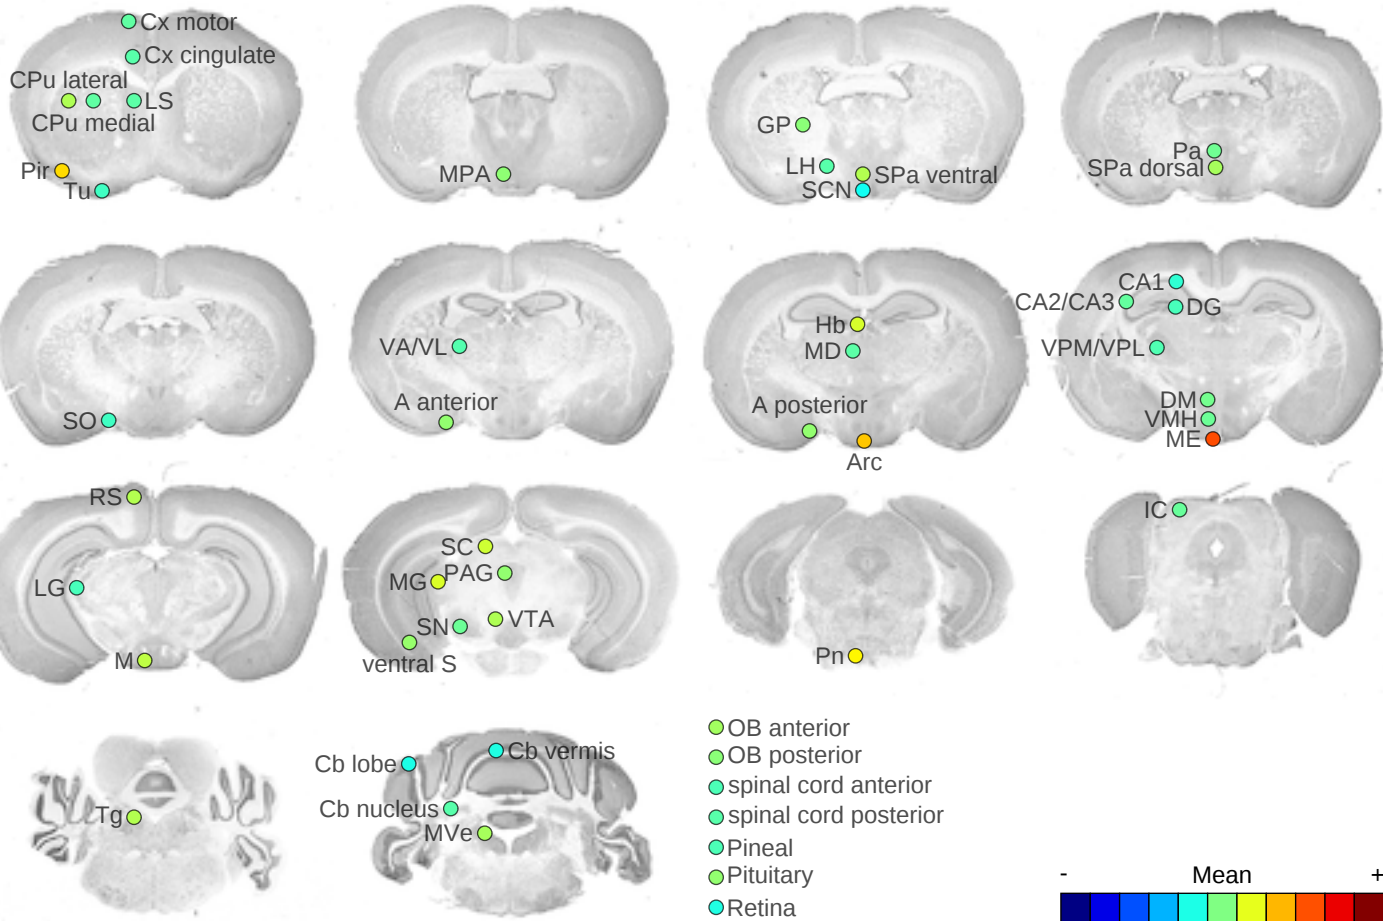 Cx motor
Cx cingulate
CPu lateral
LS
CPu medial
Pir
Tu
MPA
GP
LH
SPa ventral
SCN
Pa
SPa dorsal
SO
VA/VL
A anterior
Hb
MD
A posterior
Arc
CA1
CA2/CA3
DG
VPM/VPL
DM
VMH
ME
RS
LG
M
SC
MG
PAG
SN
VTA
ventral S
Pn
IC
Tg
Cb lobe
Cb vermis
Cb nucleus
MVe
OB anterior
OB posterior
spinal cord anterior
spinal cord posterior
Pineal
Pituitary
Retina
- Mean +